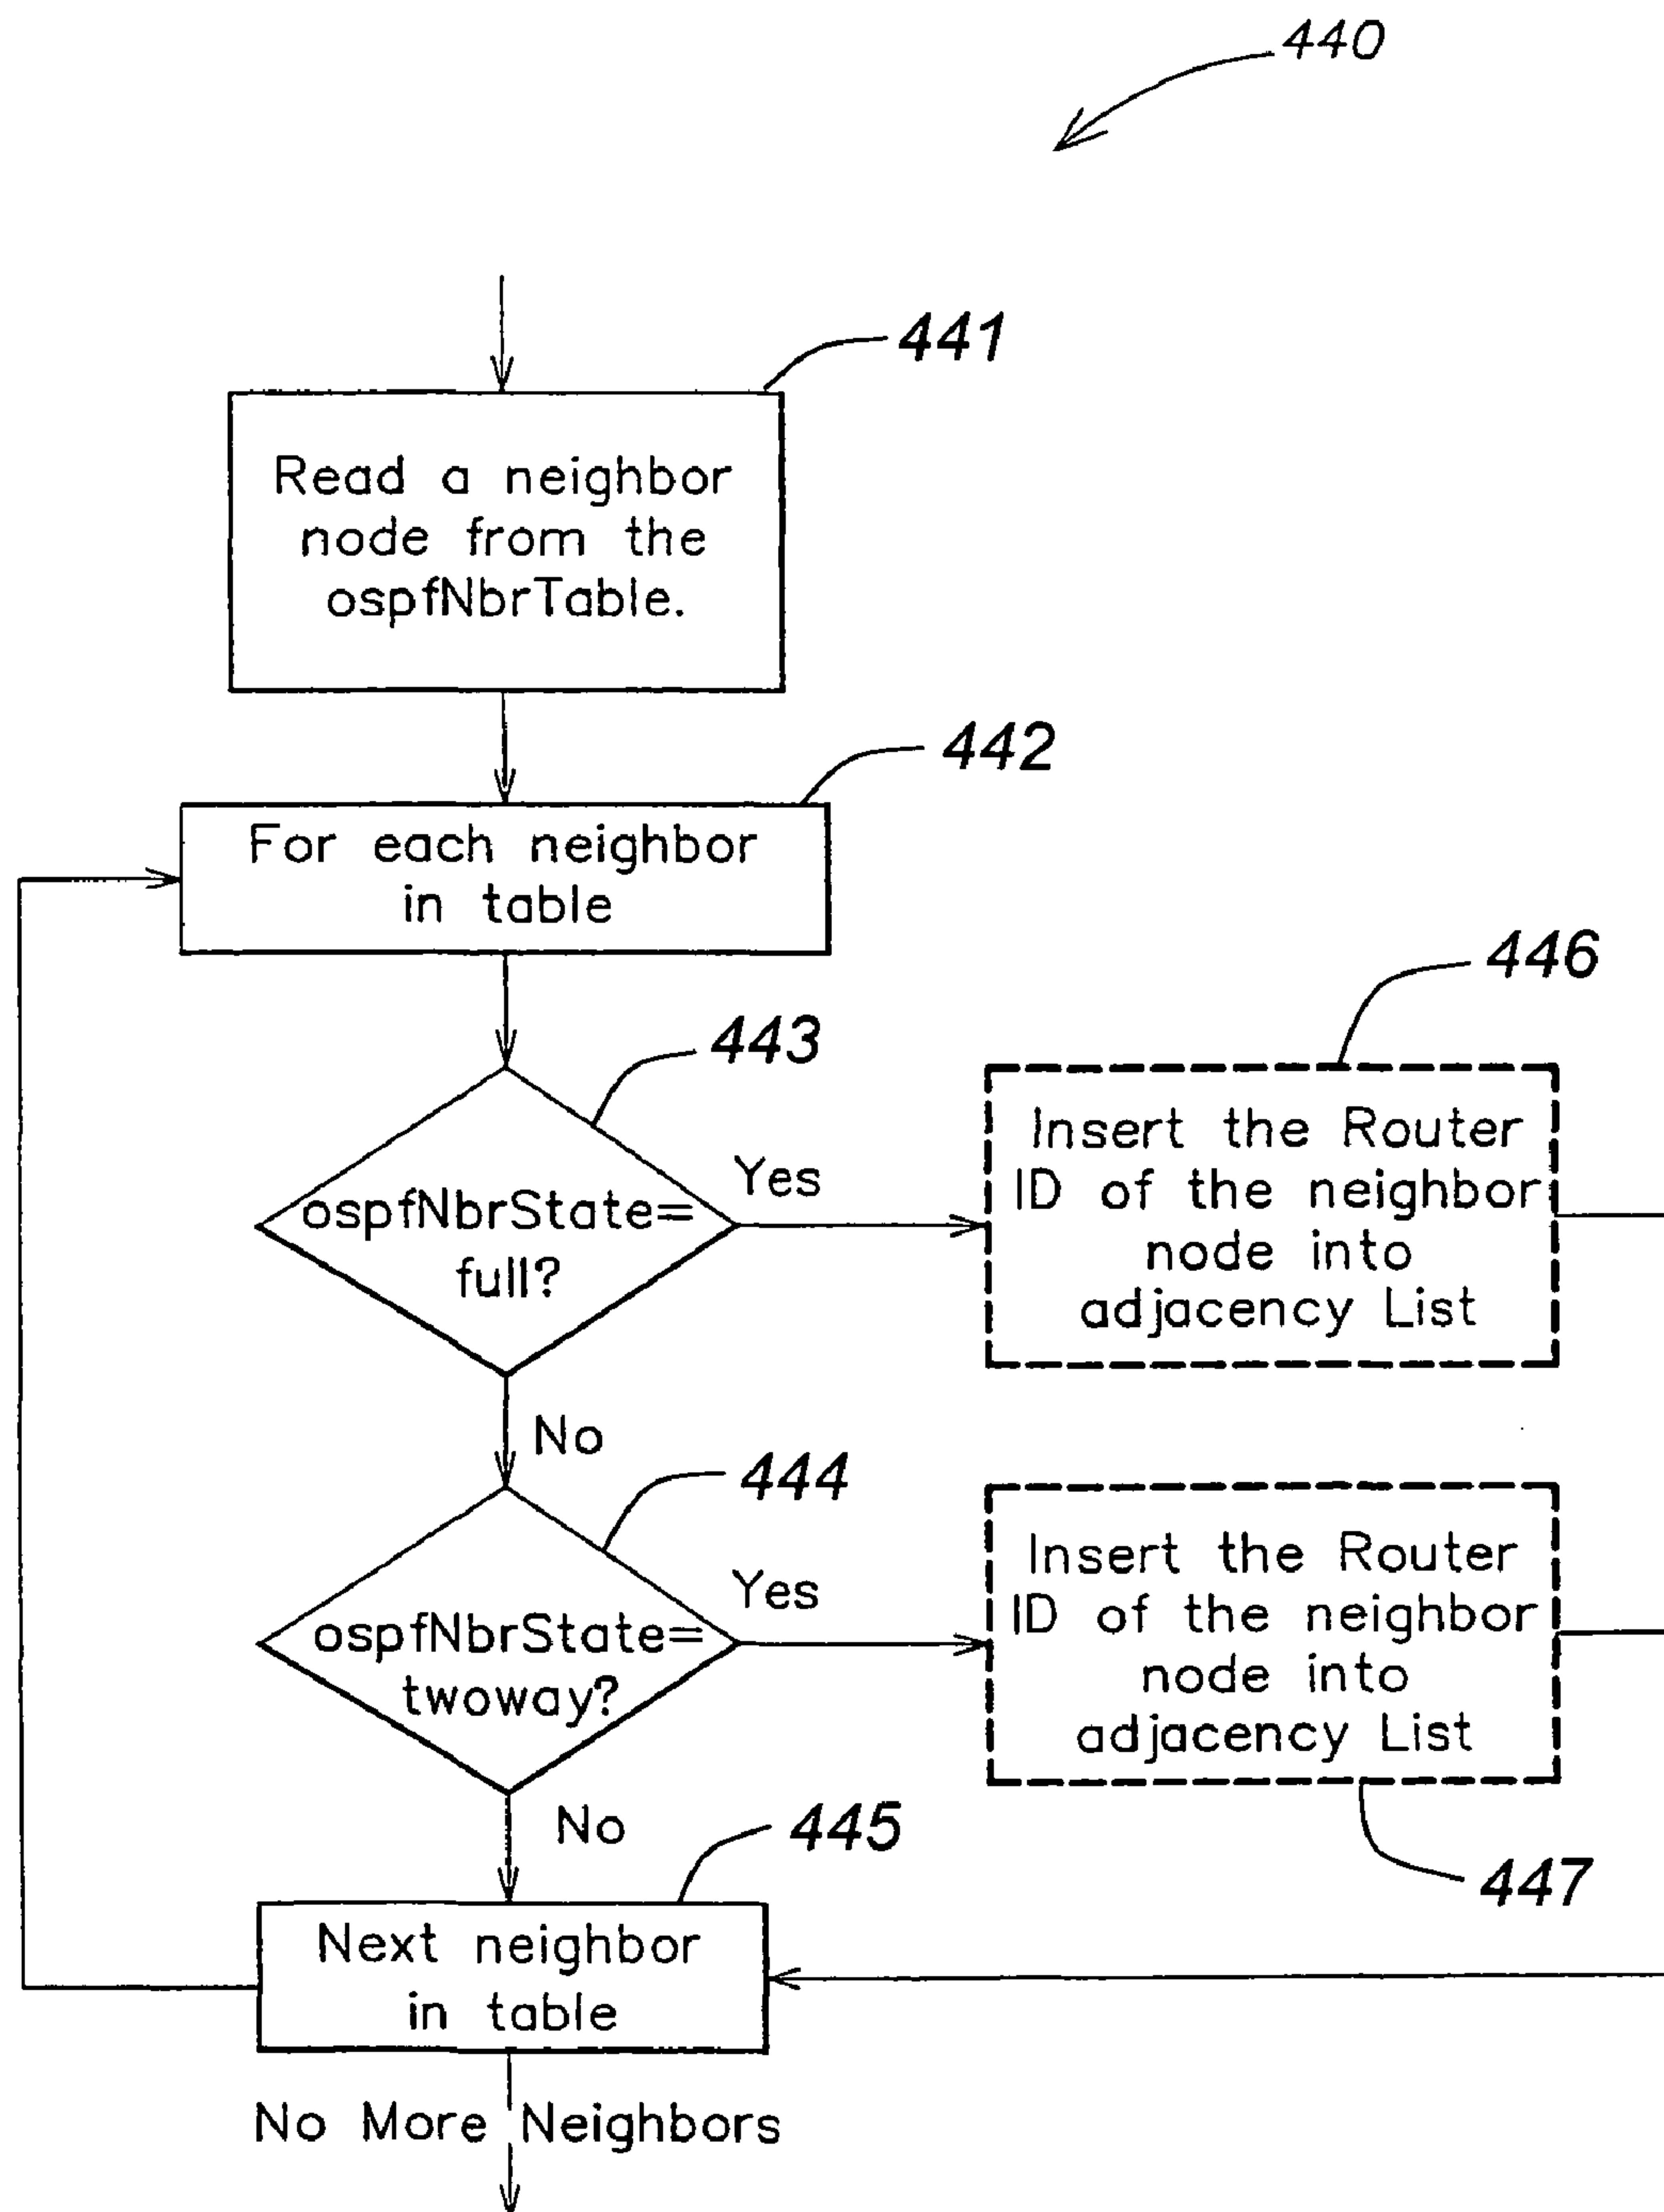 440
441
Read a neighbor
node from the
ospfNbrTable.
442
For each neighbor
in table
443
446
ospfNbrState=
full?
Yes
Insert the Router
ID of the neighbor
node into
adjacency List
No
444
ospfNbrState=
twoway?
Yes
Insert the Router
ID of the neighbor
node into
adjacency List
447
No
445
Next neighbor
in table
No More Neighbors